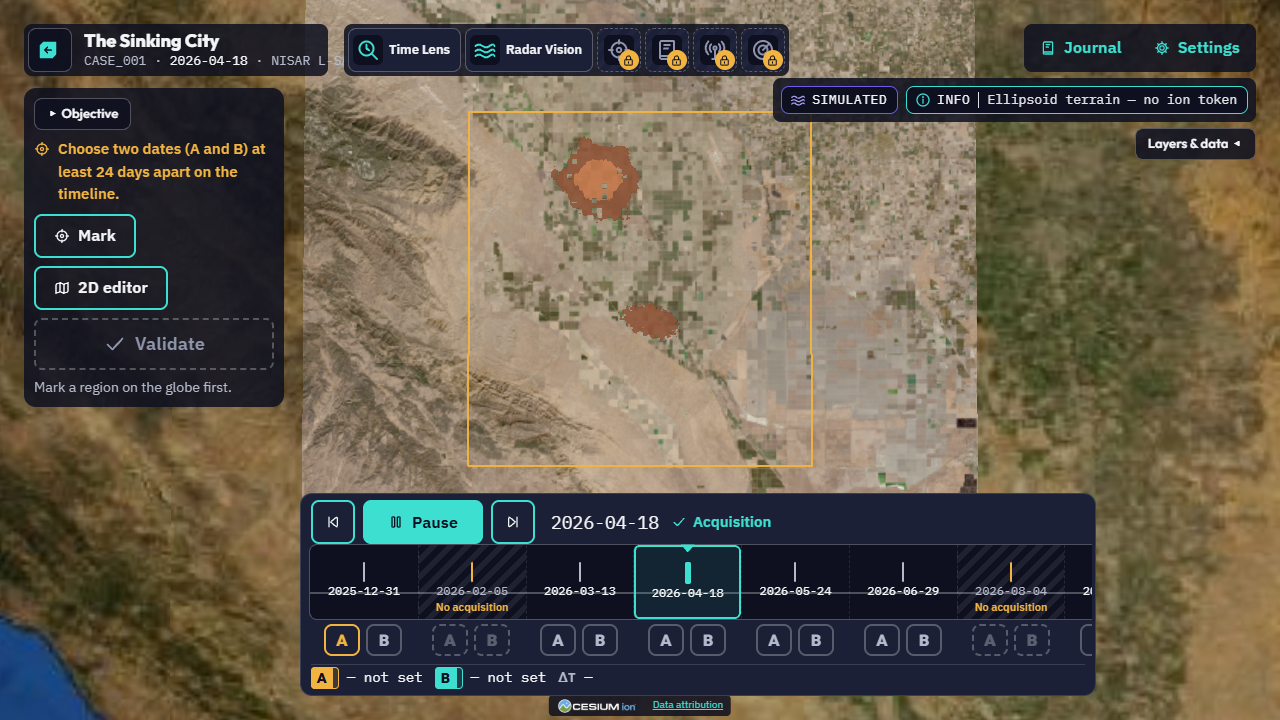 The Sinking City
CASE_001 · 2026-04-18 · NISAR L-S
Time Lens
Radar Vision
Journal
Settings
SIMULATED
INFO | Ellipsoid terrain — no ion token
Layers & data
Objective
Choose two dates (A and B) at
least 24 days apart on the
timeline.
Mark
2D editor
Validate
Mark a region on the globe first.
Pause
2026-04-18
Acquisition
2025-12-31
2026-02-05
No acquisition
2026-03-13
2026-04-18
2026-05-24
2026-06-29
2026-08-04
No acquisition
20
A B A B A B A B A B A B A B
A — not set B — not set ΔT —
CESIUM ion
Data attribution